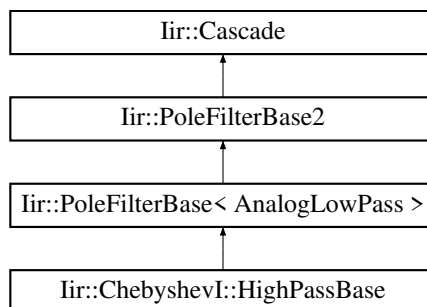 Iir::Cascade
Iir::PoleFilterBase2
Iir::PoleFilterBase< AnalogLowPass >
Iir::ChebyshevI::HighPassBase